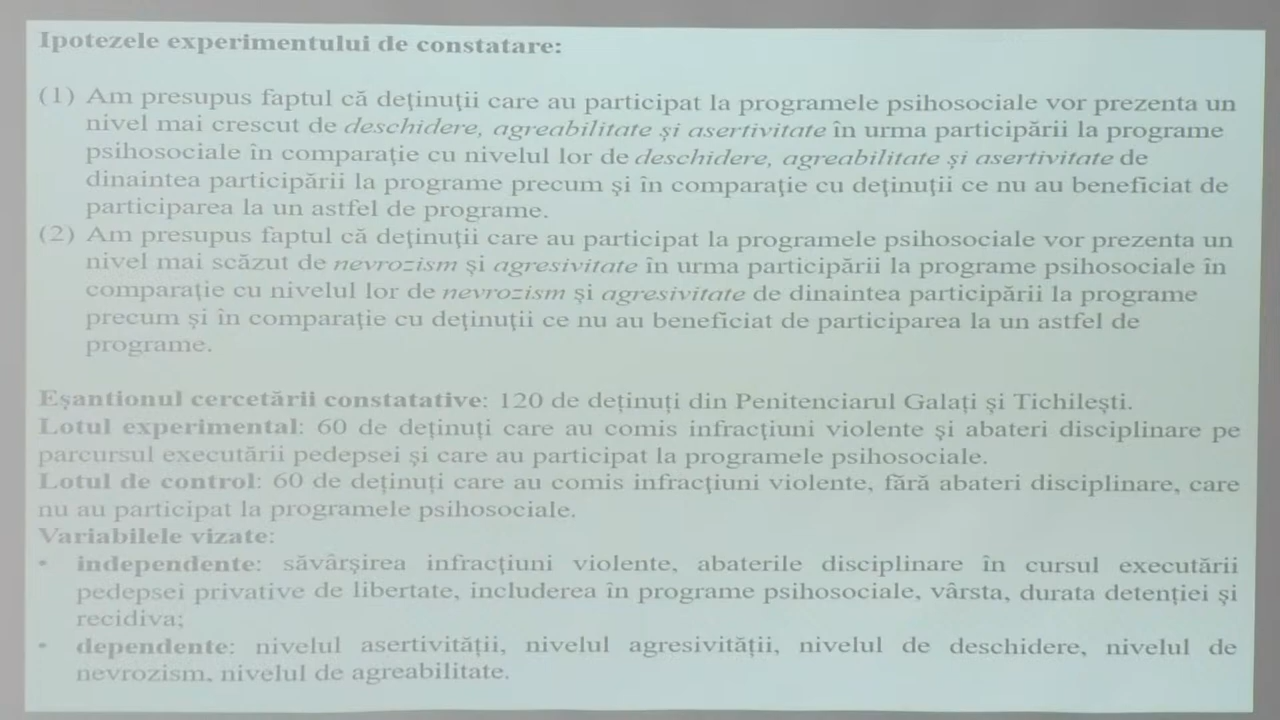 Ipotezele experimentului de constatare:
(1) Am presupus faptul că deţinuţii care au participat la programele psihosociale vor prezenta un
nivel mai crescut de deschidere, agreabilitate şi asertivitate în urma participării la programe
psihosociale în comparaţie cu nivelul lor de deschidere, agreabilitate şi asertivitate de
dinaintea participării la programe precum şi în comparaţie cu deţinuţii ce nu au beneficiat de
participarea la un astfel de programe.
(2) Am presupus faptul că deţinuţii care au participat la programele psihosociale vor prezenta un
nivel mai scăzut de nevrozism şi agresivitate în urma participării la programe psihosociale în
comparaţie cu nivelul lor de nevrozism şi agresivitate de dinaintea participării la programe
precum şi în comparaţie cu deţinuţii ce nu au beneficiat de participarea la un astfel de
programe.
Eşantionul cercetării constatative: 120 de deţinuţi din Penitenciarul Galaţi şi Tichileşti.
Lotul experimental: 60 de deţinuţi care au comis infracţiuni violente şi abateri disciplinare pe
parcursul executării pedepsei şi care au participat la programele psihosociale.
Lotul de control: 60 de deţinuţi care au comis infracţiuni violente, fără abateri disciplinare, care
nu au participat la programele psihosociale.
Variabilele vizate:
• independente: săvârşirea infracţiuni violente, abaterile disciplinare în cursul executării
pedepsei privative de libertate, includerea în programe psihosociale, vârsta, durata detenţiei şi
recidiva;
• dependente: nivelul asertivităţii, nivelul agresivităţii, nivelul de deschidere, nivelul de
nevrozism, nivelul de agreabilitate.